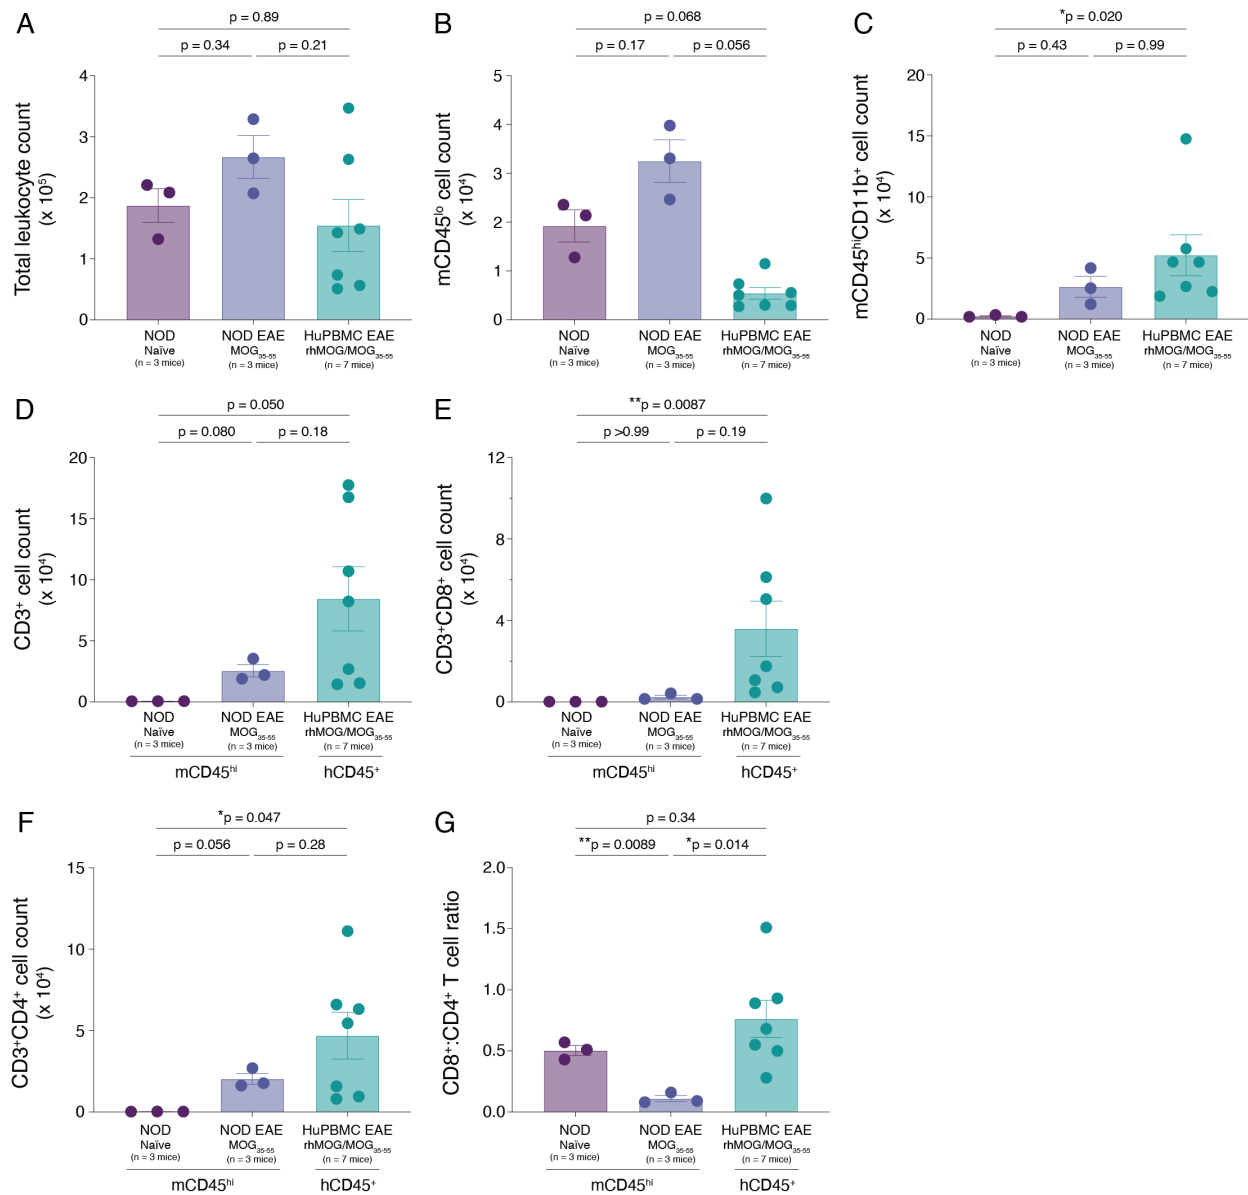 A
p = 0.89
p = 0.34
p = 0.21
Total leukocyte count
(x 10⁵)
4
3
2
1
0
NOD
Naïve
(n = 3 mice)
NOD EAE
MOG₃₅₋₅₅
(n = 3 mice)
HuPBMC EAE
rhMOG/MOG₃₅₋₅₅
(n = 7 mice)
B
p = 0.068
p = 0.17
p = 0.056
mCD45ˡᵒ cell count
(x 10⁴)
5
4
3
2
1
0
NOD
Naïve
(n = 3 mice)
NOD EAE
MOG₃₅₋₅₅
(n = 3 mice)
HuPBMC EAE
rhMOG/MOG₃₅₋₅₅
(n = 7 mice)
C
*p = 0.020
p = 0.43
p = 0.99
mCD45ʰⁱCD11b⁺ cell count
(x 10⁴)
20
15
10
5
0
NOD
Naïve
(n = 3 mice)
NOD EAE
MOG₃₅₋₅₅
(n = 3 mice)
HuPBMC EAE
rhMOG/MOG₃₅₋₅₅
(n = 7 mice)
D
p = 0.050
p = 0.080
p = 0.18
CD3⁺ cell count
(x 10⁴)
20
15
10
5
0
NOD
Naïve
(n = 3 mice)
NOD EAE
MOG₃₅₋₅₅
(n = 3 mice)
HuPBMC EAE
rhMOG/MOG₃₅₋₅₅
(n = 7 mice)
mCD45ʰⁱ
hCD45⁺
E
**p = 0.0087
p >0.99
p = 0.19
CD3⁺CD8⁺ cell count
(x 10⁴)
12
8
4
0
NOD
Naïve
(n = 3 mice)
NOD EAE
MOG₃₅₋₅₅
(n = 3 mice)
HuPBMC EAE
rhMOG/MOG₃₅₋₅₅
(n = 7 mice)
mCD45ʰⁱ
hCD45⁺
F
*p = 0.047
p = 0.056
p = 0.28
CD3⁺CD4⁺ cell count
(x 10⁴)
15
10
5
0
NOD
Naïve
(n = 3 mice)
NOD EAE
MOG₃₅₋₅₅
(n = 3 mice)
HuPBMC EAE
rhMOG/MOG₃₅₋₅₅
(n = 7 mice)
mCD45ʰⁱ
hCD45⁺
G
p = 0.34
**p = 0.0089
*p = 0.014
CD8⁺:CD4⁺ T cell ratio
2.0
1.5
1.0
0.5
0.0
NOD
Naïve
(n = 3 mice)
NOD EAE
MOG₃₅₋₅₅
(n = 3 mice)
HuPBMC EAE
rhMOG/MOG₃₅₋₅₅
(n = 7 mice)
mCD45ʰⁱ
hCD45⁺